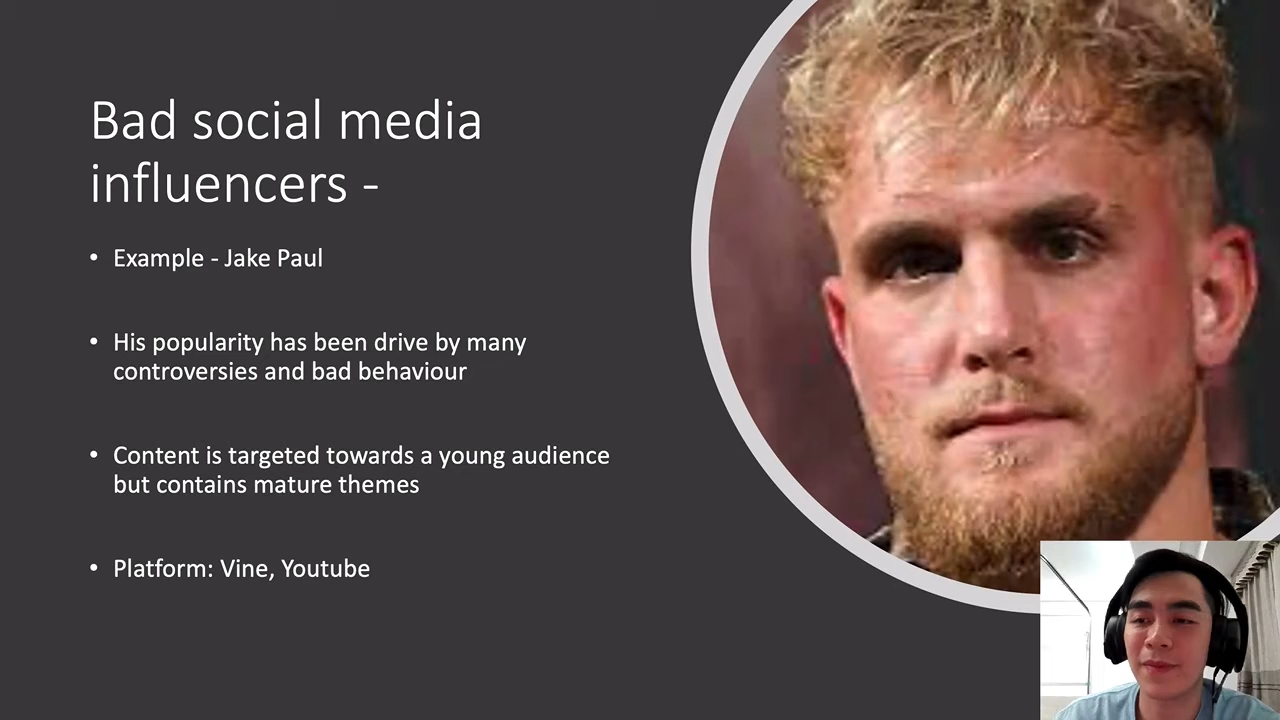 Bad social media
influencers -
• Example - Jake Paul
• His popularity has been drive by many
controversies and bad behaviour
• Content is targeted towards a young audience
but contains mature themes
• Platform: Vine, Youtube